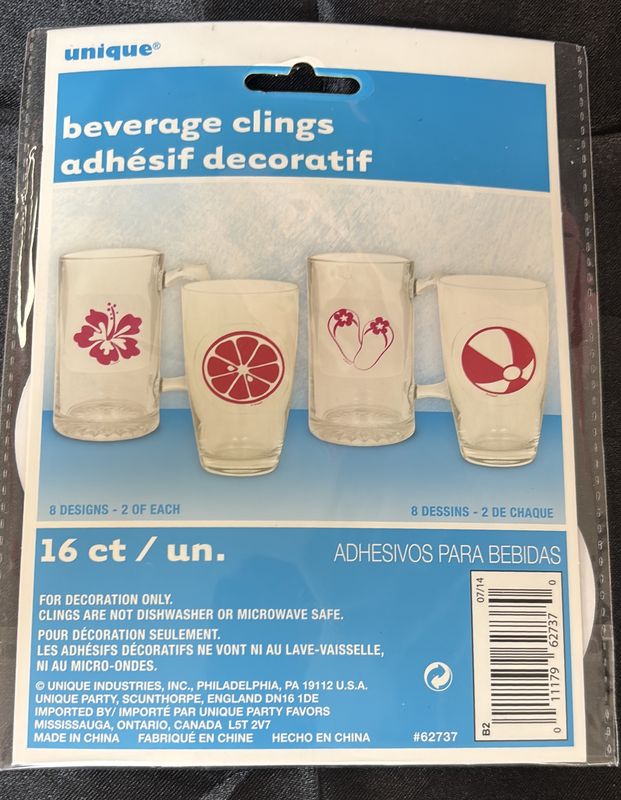 unique®
beverage clings
adhésif decoratif
8 DESIGNS - 2 OF EACH
8 DESSINS - 2 DE CHAQUE
16 ct / un.
ADHESIVOS PARA BEBIDAS
FOR DECORATION ONLY.
CLINGS ARE NOT DISHWASHER OR MICROWAVE SAFE.
POUR DÉCORATION SEULEMENT.
LES ADHÉSIFS DÉCORATIFS NE VONT NI AU LAVE-VAISSELLE,
NI AU MICRO-ONDES.
© UNIQUE INDUSTRIES, INC., PHILADELPHIA, PA 19112 U.S.A.
UNIQUE PARTY, SCUNTHORPE, ENGLAND DN16 1DE
IMPORTED BY/ IMPORTÉ PAR UNIQUE PARTY FAVORS
MISSISSAUGA, ONTARIO, CANADA L5T 2V7
MADE IN CHINA FABRIQUÉ EN CHINE HECHO EN CHINA
#62737
07/14
B2
0 11179 62737 0